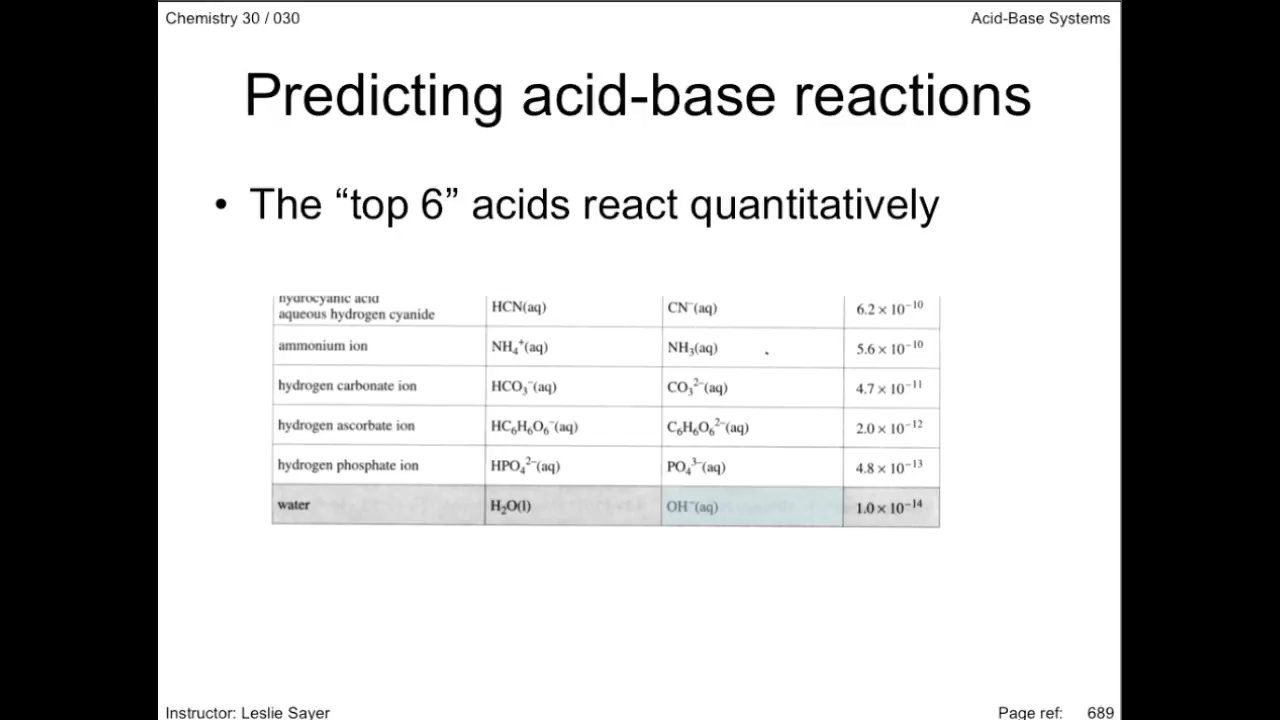 Chemistry 30 / 030
Acid-Base Systems
Predicting acid-base reactions
• The “top 6” acids react quantitatively
hydrocyanic acid
aqueous hydrogen cyanide HCN(aq) CN⁻(aq) 6.2 × 10⁻¹⁰
ammonium ion NH₄⁺(aq) NH₃(aq) 5.6 × 10⁻¹⁰
hydrogen carbonate ion HCO₃⁻(aq) CO₃²⁻(aq) 4.7 × 10⁻¹¹
hydrogen ascorbate ion HC₆H₆O₆⁻(aq) C₆H₆O₆²⁻(aq) 2.0 × 10⁻¹²
hydrogen phosphate ion HPO₄²⁻(aq) PO₄³⁻(aq) 4.8 × 10⁻¹³
water H₂O(l) OH⁻(aq) 1.0 × 10⁻¹⁴
Instructor: Leslie Sayer
Page ref: 689